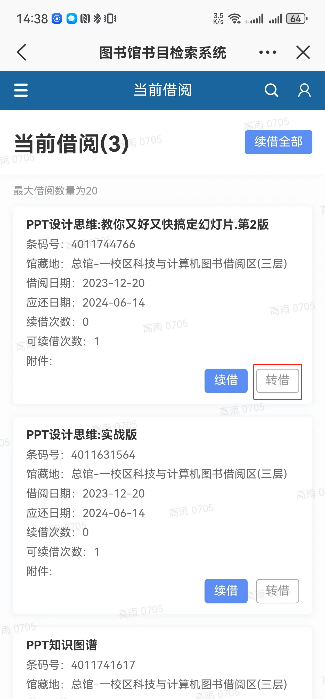 14:38
3.5
K/s
64
图书馆书目检索系统
当前借阅
当前借阅(3)
续借全部
最大借阅数量为20
PPT设计思维:教你又好又快搞定幻灯片.第2版
条码号：4011744766
馆藏地：总馆-一校区科技与计算机图书借阅区(三层)
借阅日期：2023-12-20
应还日期：2024-06-14
续借次数：0
可续借次数：1
附件：
续借 转借
PPT设计思维:实战版
条码号：4011631564
馆藏地：总馆-一校区科技与计算机图书借阅区(三层)
借阅日期：2023-12-20
应还日期：2024-06-14
续借次数：0
可续借次数：1
附件：
续借 转借
PPT知识图谱
条码号：4011741617
馆藏地：总馆-一校区科技与计算机图书借阅区(三层)